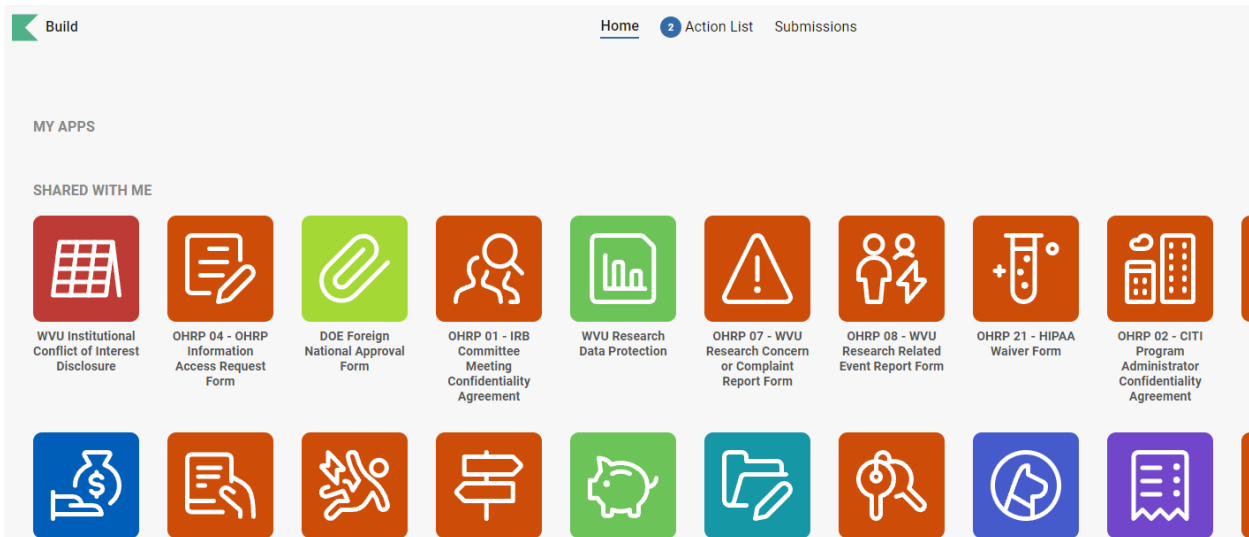 Build
Home
2 Action List
Submissions
MY APPS
SHARED WITH ME
WVU Institutional
Conflict of Interest
Disclosure
OHRP 04 - OHRP
Information
Access Request
Form
DOE Foreign
National Approval
Form
OHRP 01 - IRB
Committee
Meeting
Confidentiality
Agreement
WVU Research
Data Protection
OHRP 07 - WVU
Research Concern
or Complaint
Report Form
OHRP 08 - WVU
Research Related
Event Report Form
OHRP 21 - HIPAA
Waiver Form
OHRP 02 - CITI
Program
Administrator
Confidentiality
Agreement